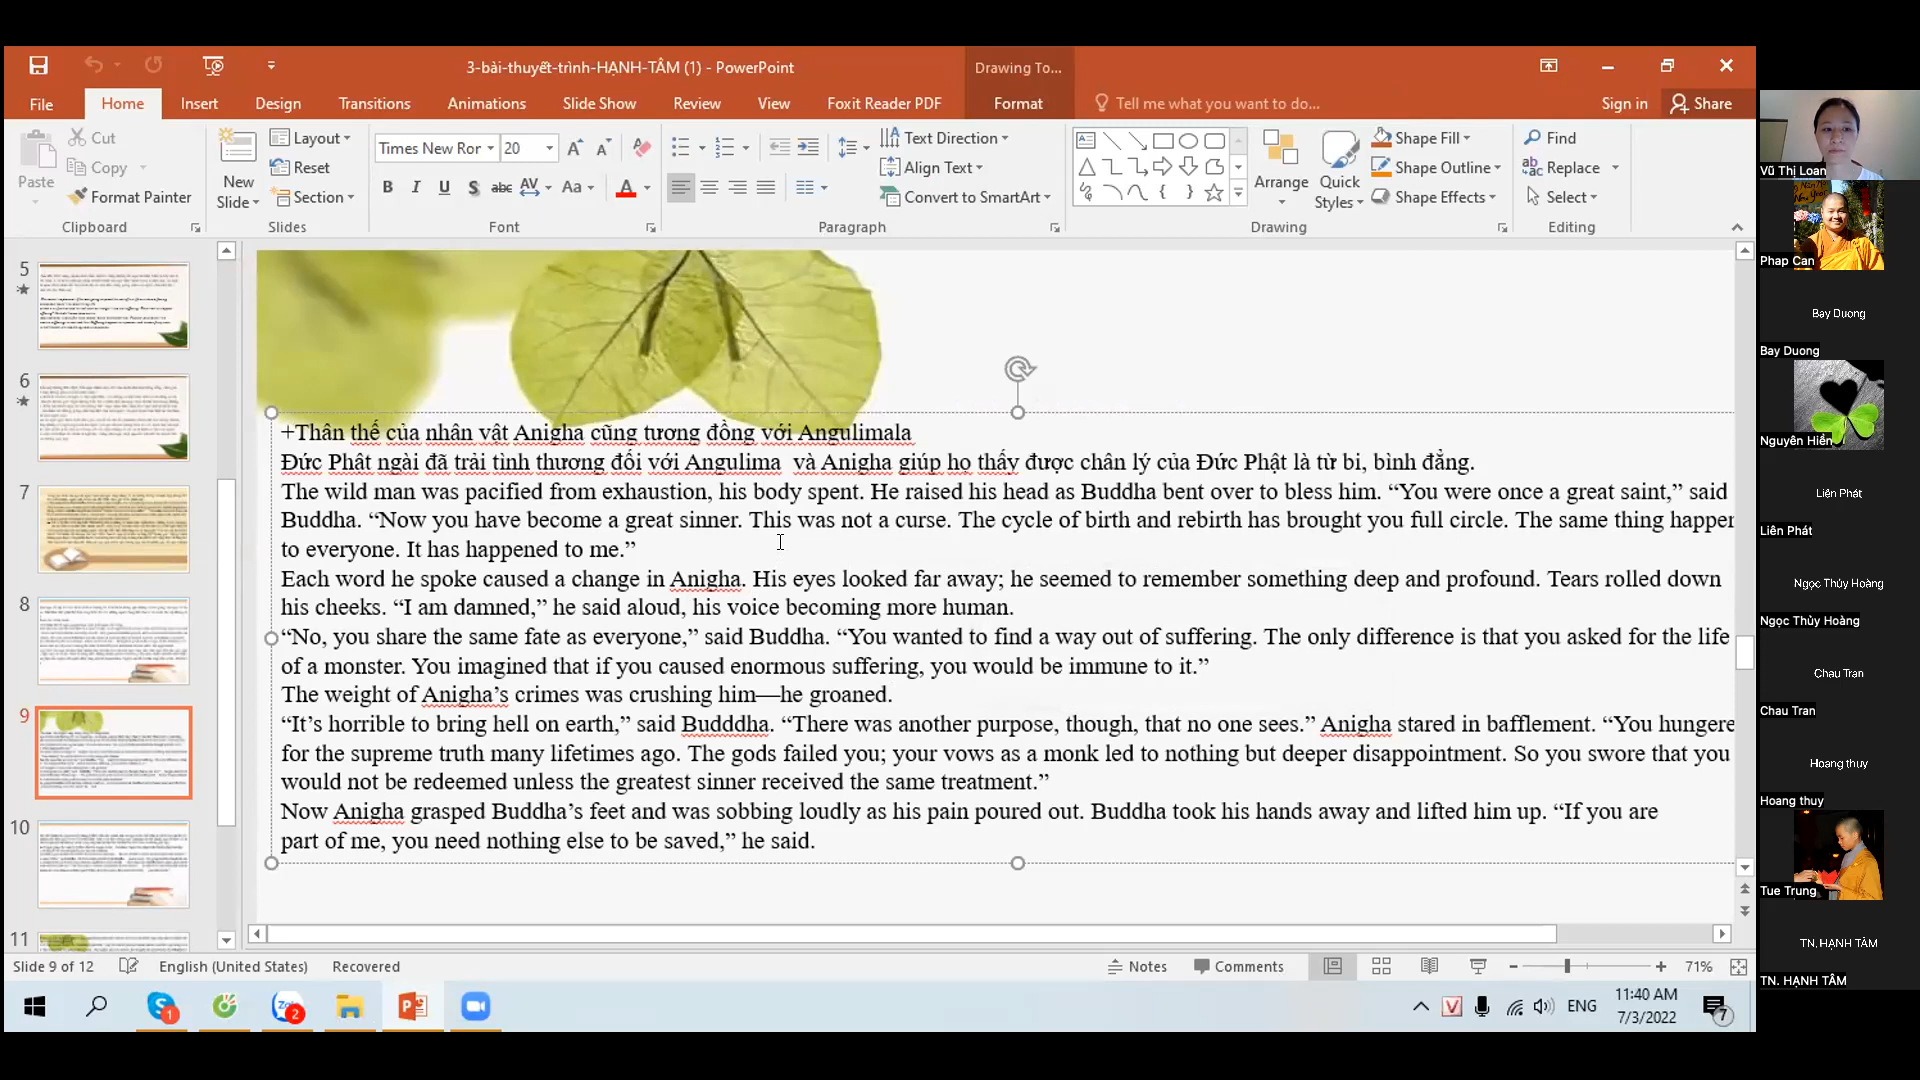 3-bài-thuyết-trình-HẠNH-TÂM (1) - PowerPoint
Drawing To...
File
Home
Insert
Design
Transitions
Animations
Slide Show
Review
View
Foxit Reader PDF
Format
Tell me what you want to do...
Sign in
Share
Paste
Cut
Copy
Format Painter
Clipboard
New Slide
Layout
Reset
Section
Slides
Times New Ror
20
Font
Text Direction
Align Text
Convert to SmartArt
Paragraph
Arrange
Quick Styles
Shape Fill
Shape Outline
Shape Effects
Drawing
Find
Replace
Select
Editing
5
6
7
8
9
10
11
+Thân thế của nhân vật Anigha cũng tương đồng với Angulimala
Đức Phật ngài đã trải tình thương đối với Angulima và Anigha giúp họ thấy được chân lý của Đức Phật là từ bi, bình đẳng.
The wild man was pacified from exhaustion, his body spent. He raised his head as Buddha bent over to bless him. “You were once a great saint,” said
Buddha. “Now you have become a great sinner. This was not a curse. The cycle of birth and rebirth has brought you full circle. The same thing happen
to everyone. It has happened to me.”
Each word he spoke caused a change in Anigha. His eyes looked far away; he seemed to remember something deep and profound. Tears rolled down
his cheeks. “I am damned,” he said aloud, his voice becoming more human.
“No, you share the same fate as everyone,” said Buddha. “You wanted to find a way out of suffering. The only difference is that you asked for the life
of a monster. You imagined that if you caused enormous suffering, you would be immune to it.”
The weight of Anigha’s crimes was crushing him—he groaned.
“It’s horrible to bring hell on earth,” said Budddha. “There was another purpose, though, that no one sees.” Anigha stared in bafflement. “You hungere
for the supreme truth many lifetimes ago. The gods failed you; your vows as a monk led to nothing but deeper disappointment. So you swore that you
would not be redeemed unless the greatest sinner received the same treatment.”
Now Anigha grasped Buddha’s feet and was sobbing loudly as his pain poured out. Buddha took his hands away and lifted him up. “If you are
part of me, you need nothing else to be saved,” he said.
Slide 9 of 12
English (United States)
Recovered
Notes
Comments
71%
ENG
11:40 AM
7/3/2022
Vũ Thị Loan
Phap Can
Bay Duong
Bay Duong
Nguyên Hiền
Liên Phát
Liên Phát
Ngọc Thủy Hoàng
Ngọc Thủy Hoàng
Chau Tran
Chau Tran
Hoang thuy
Hoang thuy
Tue Trung
TN. HẠNH TÂM
TN. HẠNH TÂM